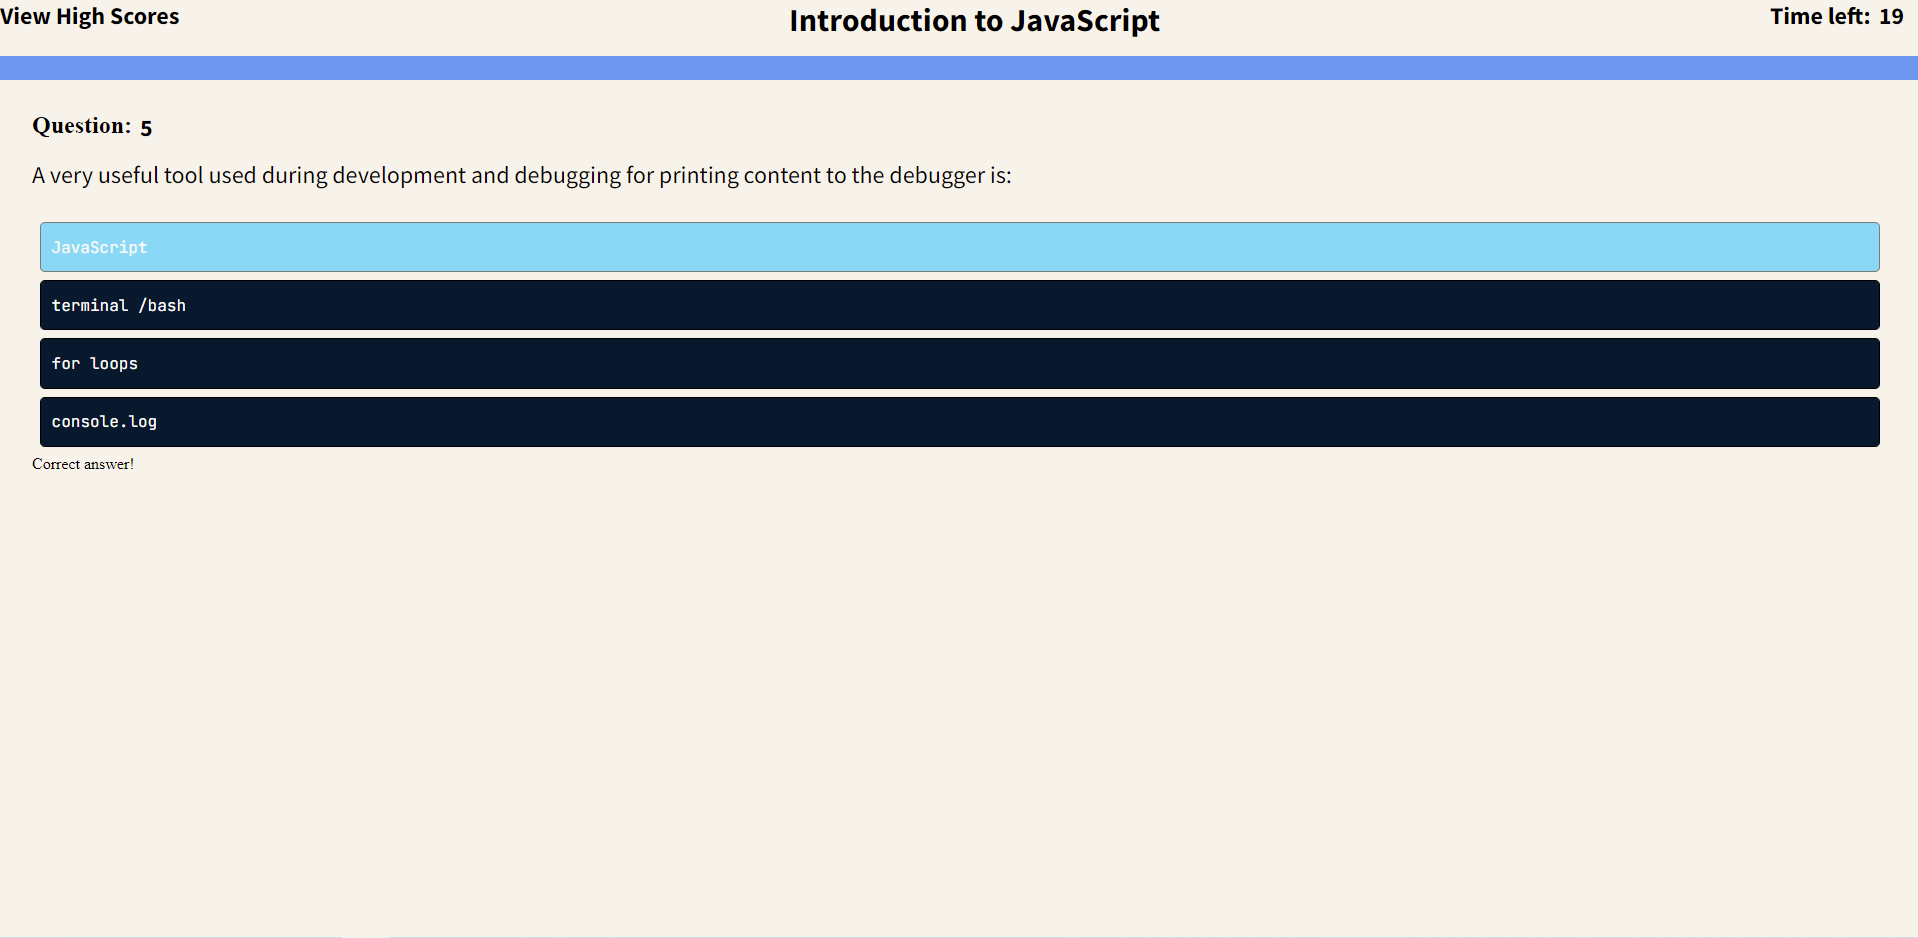 View High Scores
Introduction to JavaScript
Time left: 19
Question: 5
A very useful tool used during development and debugging for printing content to the debugger is:
JavaScript
terminal /bash
for loops
console.log
Correct answer!